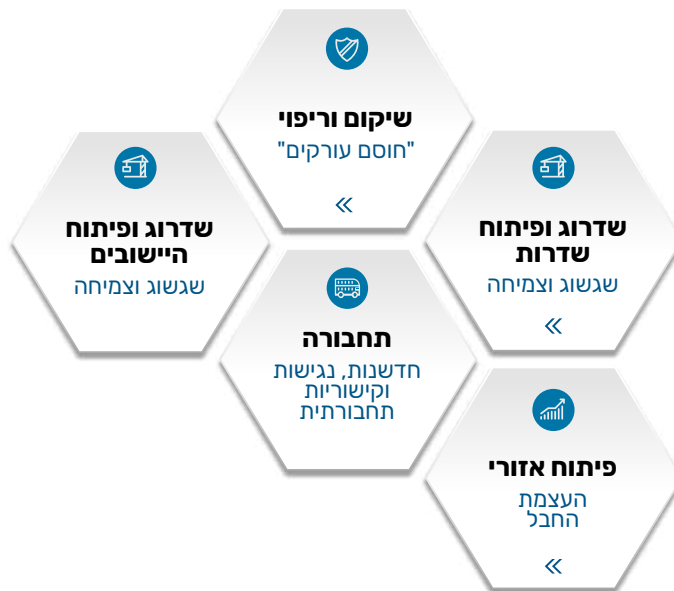 שיקום וריפוי
"חוסם עורקים"
»
שדרוג ופיתוח
שדרות
שגשוג וצמיחה
»
שדרוג ופיתוח
היישובים
שגשוג וצמיחה
תחבורה
חדשנות, נגישות
וקישוריות
תחבורתית
פיתוח אזורי
העצמת
החבל
»